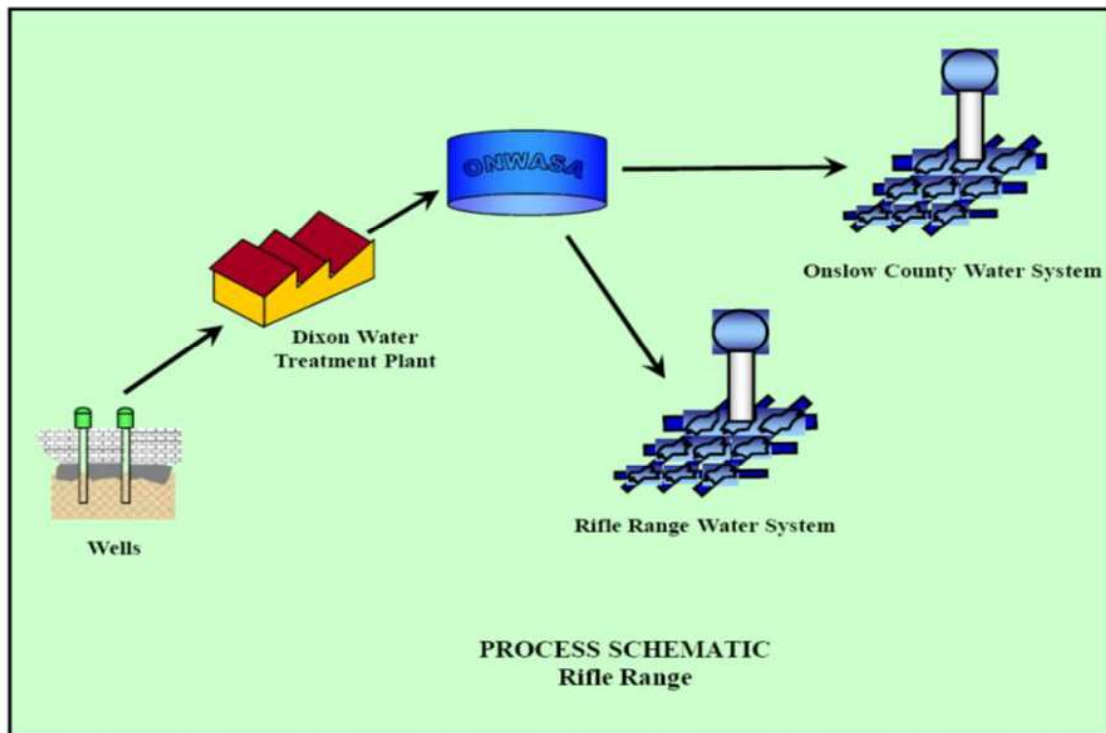 ONWASA
Onslow County Water System
Dixon Water
Treatment Plant
Rifle Range Water System
Wells
PROCESS SCHEMATIC
Rifle Range